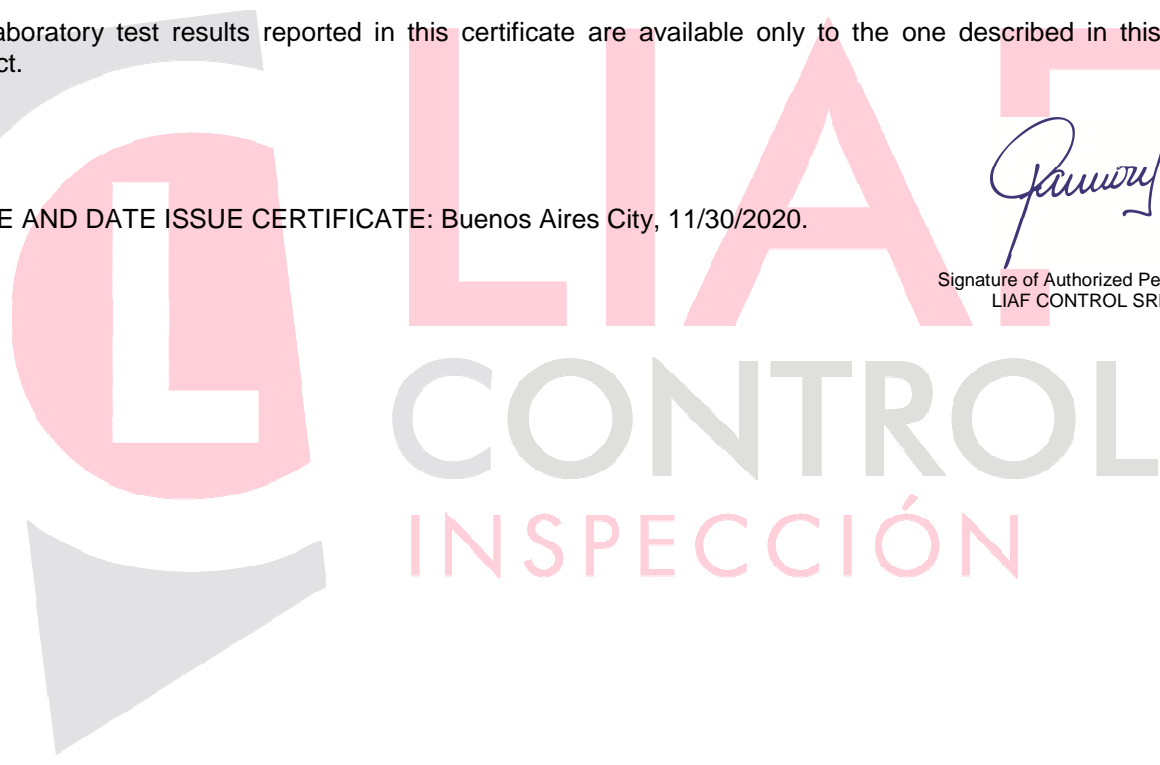 aboratory test results reported in this certificate are available only to the one described in this
ct.
E AND DATE ISSUE CERTIFICATE: Buenos Aires City, 11/30/2020.
Signature of Authorized Pe
LIAF CONTROL SR
L
LIAF
CONTROL
INSPECCIÓN